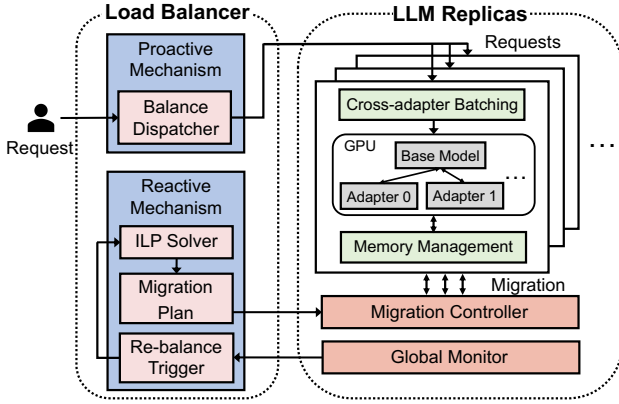 Load Balancer
LLM Replicas
Proactive
Mechanism
Balance
Dispatcher
Request
Reactive
Mechanism
ILP Solver
Migration
Plan
Re-balance
Trigger
Requests
Cross-adapter Batching
GPU
Base Model
...
Adapter 0
Adapter 1
Memory Management
...
Migration
Migration Controller
Global Monitor